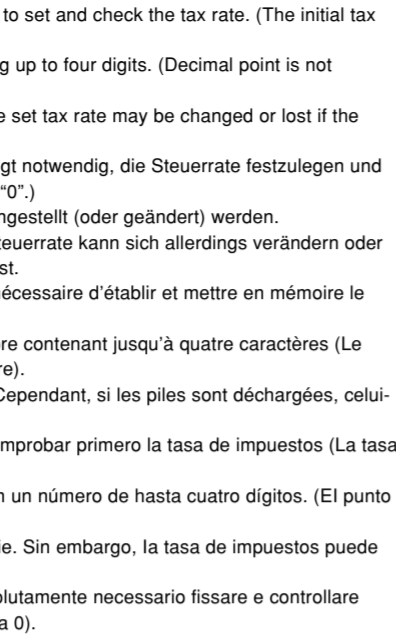 to set and check the tax rate. (The initial tax
g up to four digits. (Decimal point is not
e set tax rate may be changed or lost if the
gt notwendig, die Steuerrate festzulegen und
“0”.)
ngestellt (oder geändert) werden.
teuerrate kann sich allerdings verändern oder
st.
nécessaire d’établir et mettre en mémoire le
re contenant jusqu’à quatre caractères (Le
re).
Cependant, si les piles sont déchargées, celui-
mprobar primero la tasa de impuestos (La tasa
n un número de hasta cuatro dígitos. (El punto
ie. Sin embargo, la tasa de impuestos puede
olutamente necessario fissare e controllare
a 0).